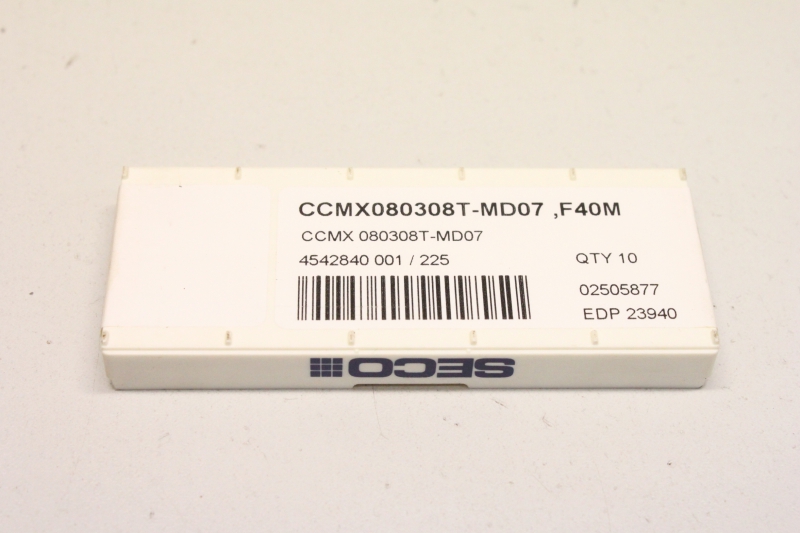 CCMX080308T-MD07 ,F40M
CCMX 080308T-MD07
4542840 001 / 225
QTY 10
02505877
EDP 23940
SECO